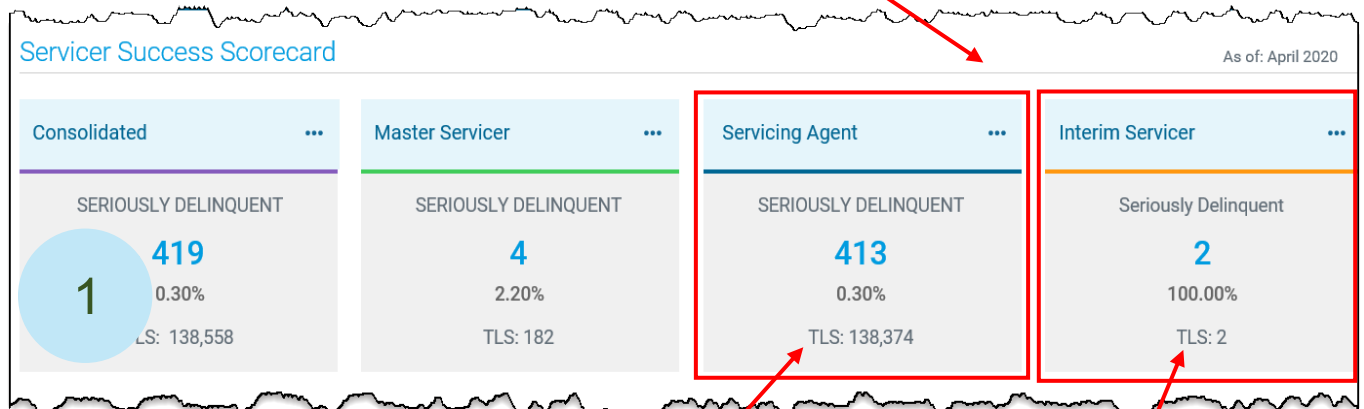 Servicer Success Scorecard
As of: April 2020
Consolidated ...
SERIOUSLY DELINQUENT
419
0.30%
LS: 138,558
1
Master Servicer ...
SERIOUSLY DELINQUENT
4
2.20%
TLS: 182
Servicing Agent ...
SERIOUSLY DELINQUENT
413
0.30%
TLS: 138,374
Interim Servicer ...
Seriously Delinquent
2
100.00%
TLS: 2